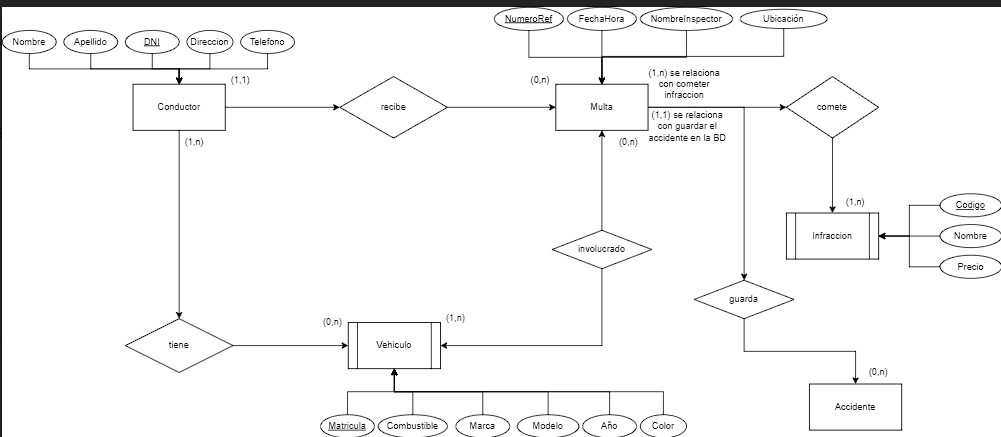 NumeroRef
FechaHora
NombreInspector
Ubicación
Nombre
Apellido
DNI
Direccion
Telefono
(1,1)
(0,n)
(1,n) se relaciona
con cometer
infraccion
Conductor
recibe
Multa
comete
(1,1) se relaciona
con guardar el
accidente en la BD
(1,n)
(0,n)
(1,n)
Codigo
Infraccion
Nombre
involucrado
Precio
guarda
(0,n)
(1,n)
tiene
Vehiculo
(0,n)
Accidente
Matricula
Combustible
Marca
Modelo
Año
Color